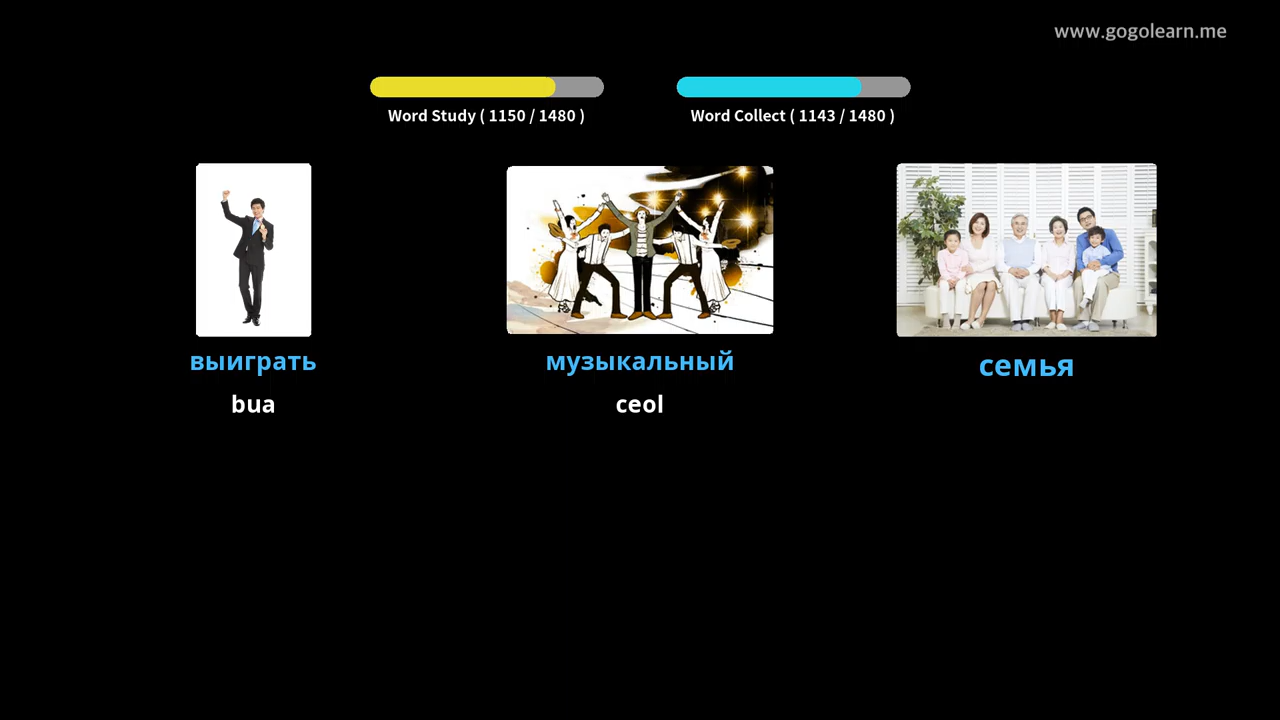 www.gogolearn.me
Word Study ( 1150 / 1480 )
Word Collect ( 1143 / 1480 )
выиграть
музыкальный
семья
bua
ceol